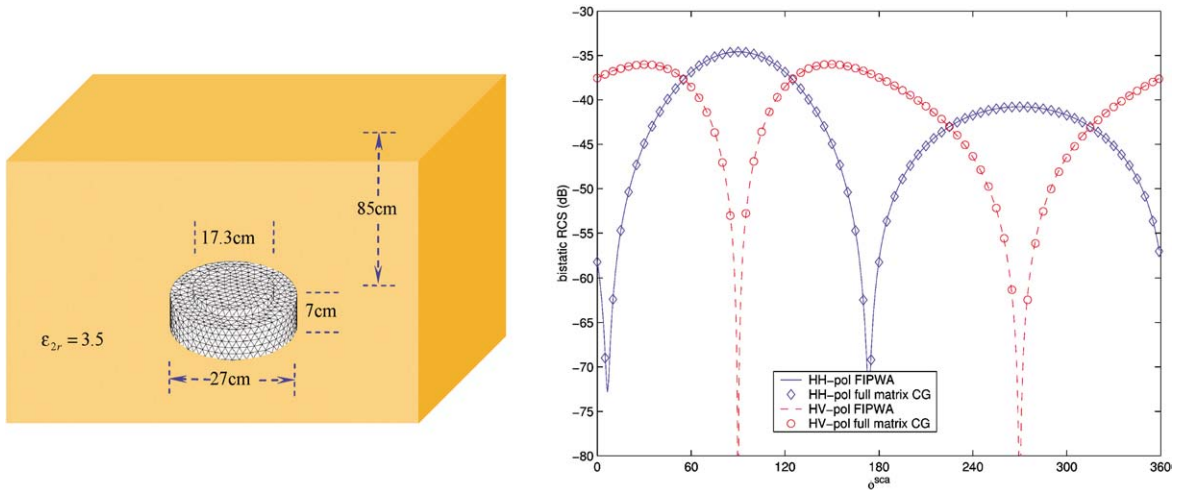 85cm
17.3cm
7cm
ε2r = 3.5
27cm
bistatic RCS (dB)
-30
-35
-40
-45
-50
-55
-60
-65
-70
-75
-80
HH-pol FIPWA
HH-pol full matrix CG
HV-pol FIPWA
HV-pol full matrix CG
0 60 120 180 240 300 360
ϕsca